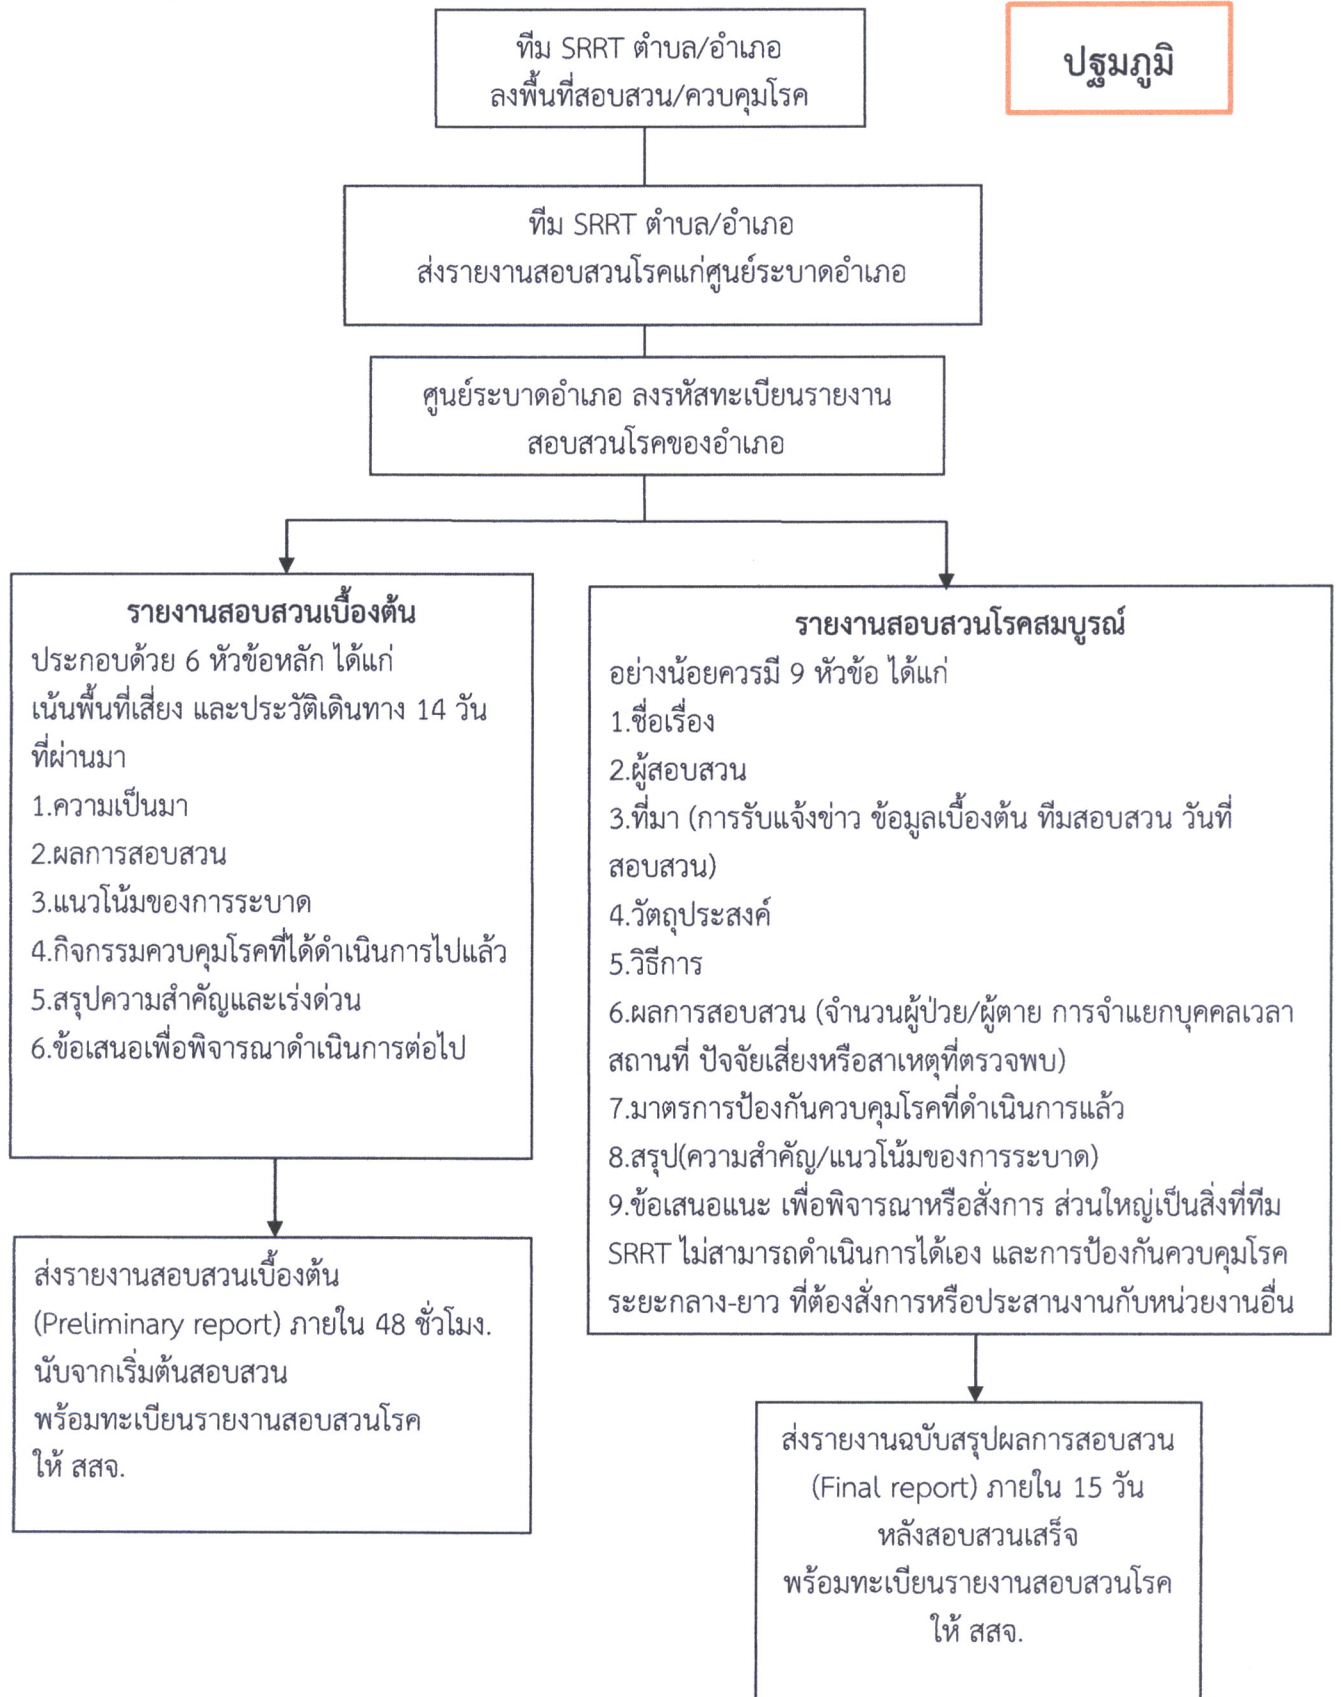 ทีม SRRT ตำบล/อำเภอ
ลงพื้นที่สอบสวน/ควบคุมโรค
ปฐมภูมิ
ทีม SRRT ตำบล/อำเภอ
ส่งรายงานสอบสวนโรคแก่ศูนย์ระบาดอำเภอ
ศูนย์ระบาดอำเภอ ลงรหัสทะเบียนรายงาน
สอบสวนโรคของอำเภอ
รายงานสอบสวนเบื้องต้น
ประกอบด้วย 6 หัวข้อหลัก ได้แก่
เน้นพื้นที่เสี่ยง และประวัติเดินทาง 14 วัน
ที่ผ่านมา
1.ความเป็นมา
2.ผลการสอบสวน
3.แนวโน้มของการระบาด
4.กิจกรรมควบคุมโรคที่ได้ดำเนินการไปแล้ว
5.สรุปความสำคัญและเร่งด่วน
6.ข้อเสนอเพื่อพิจารณาดำเนินการต่อไป
ส่งรายงานสอบสวนเบื้องต้น
(Preliminary report) ภายใน 48 ชั่วโมง.
นับจากเริ่มต้นสอบสวน
พร้อมทะเบียนรายงานสอบสวนโรค
ให้ สสจ.
รายงานสอบสวนโรคสมบูรณ์
อย่างน้อยควรมี 9 หัวข้อ ได้แก่
1.ชื่อเรื่อง
2.ผู้สอบสวน
3.ที่มา (การรับแจ้งข่าว ข้อมูลเบื้องต้น ทีมสอบสวน วันที่
สอบสวน)
4.วัตถุประสงค์
5.วิธีการ
6.ผลการสอบสวน (จำนวนผู้ป่วย/ผู้ตาย การจำแยกบุคคลเวลา
สถานที่ ปัจจัยเสี่ยงหรือสาเหตุที่ตรวจพบ)
7.มาตรการป้องกันควบคุมโรคที่ดำเนินการแล้ว
8.สรุป(ความสำคัญ/แนวโน้มของการระบาด)
9.ข้อเสนอแนะ เพื่อพิจารณาหรือสั่งการ ส่วนใหญ่เป็นสิ่งที่ทีม
SRRT ไม่สามารถดำเนินการได้เอง และการป้องกันควบคุมโรค
ระยะกลาง-ยาว ที่ต้องสั่งการหรือประสานงานกับหน่วยงานอื่น
ส่งรายงานฉบับสรุปผลการสอบสวน
(Final report) ภายใน 15 วัน
หลังสอบสวนเสร็จ
พร้อมทะเบียนรายงานสอบสวนโรค
ให้ สสจ.